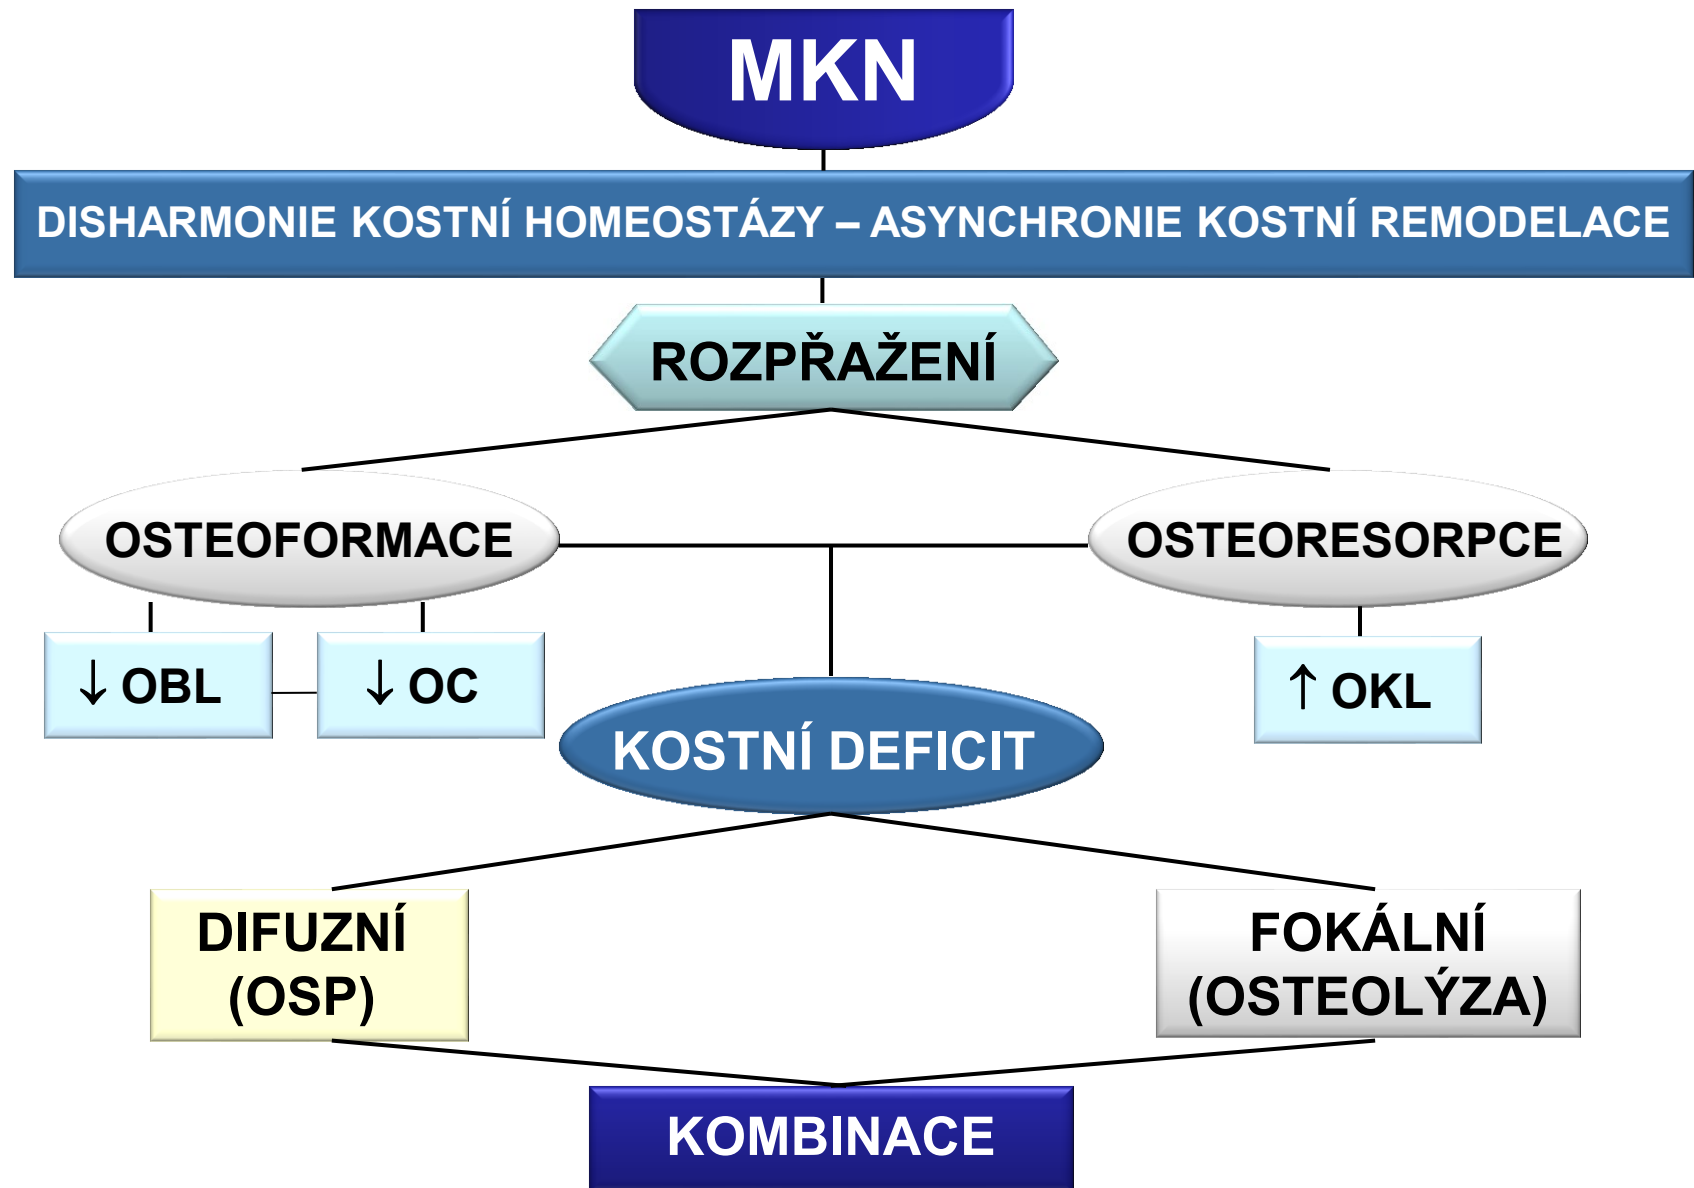 MKN
DISHARMONIE KOSTNÍ HOMEOSTÁZY – ASYNCHRONIE KOSTNÍ REMODELACE
ROZPŘAŽENÍ
OSTEOFORMACE
OSTEORESORPCE
↓ OBL
↓ OC
↑ OKL
KOSTNÍ DEFICIT
DIFUZNÍ
(OSP)
FOKÁLNÍ
(OSTEOLÝZA)
KOMBINACE